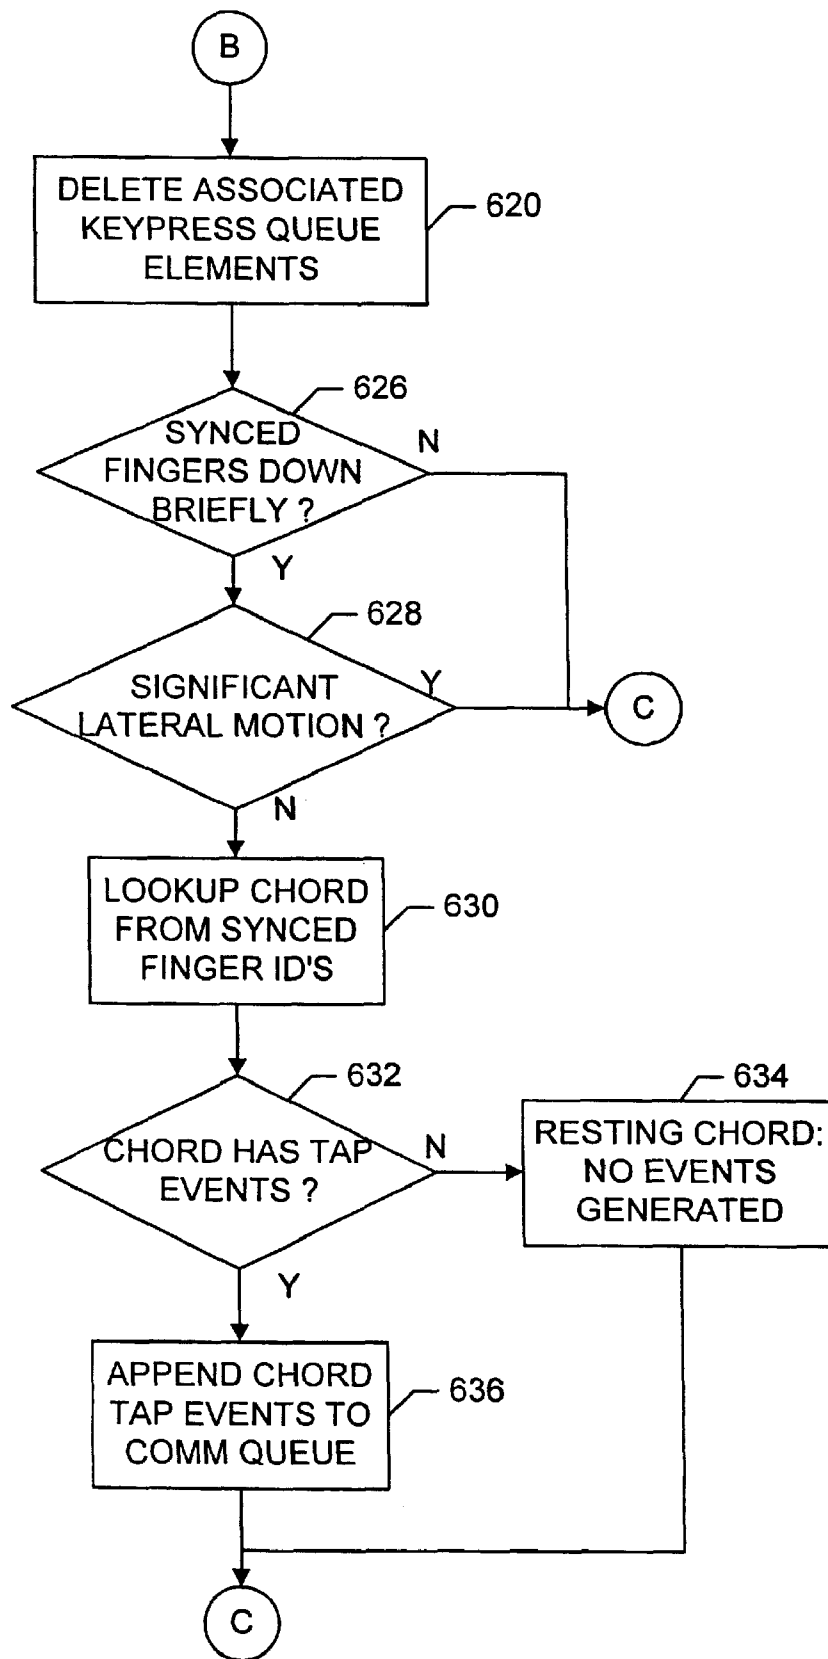 B
DELETE ASSOCIATED
KEYPRESS QUEUE
ELEMENTS
620
626
SYNCED
FINGERS DOWN
BRIEFLY ?
N
Y
628
SIGNIFICANT
LATERAL MOTION ?
Y
C
N
LOOKUP CHORD
FROM SYNCED
FINGER ID'S
630
632
CHORD HAS TAP
EVENTS ?
N
634
RESTING CHORD:
NO EVENTS
GENERATED
Y
APPEND CHORD
TAP EVENTS TO
COMM QUEUE
636
C